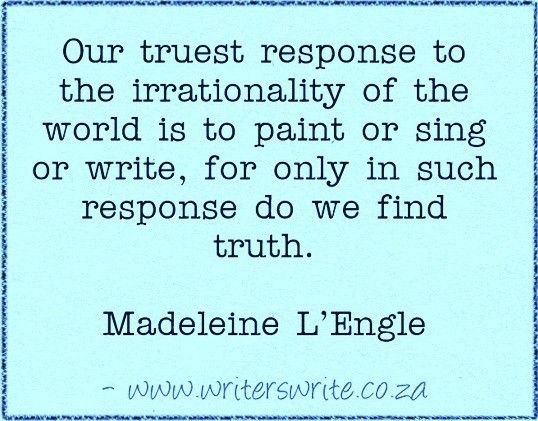 Our truest response to
the irrationality of the
world is to paint or sing
or write, for only in such
response do we find
truth.
Madeleine L'Engle
- www.writerswrite.co.za